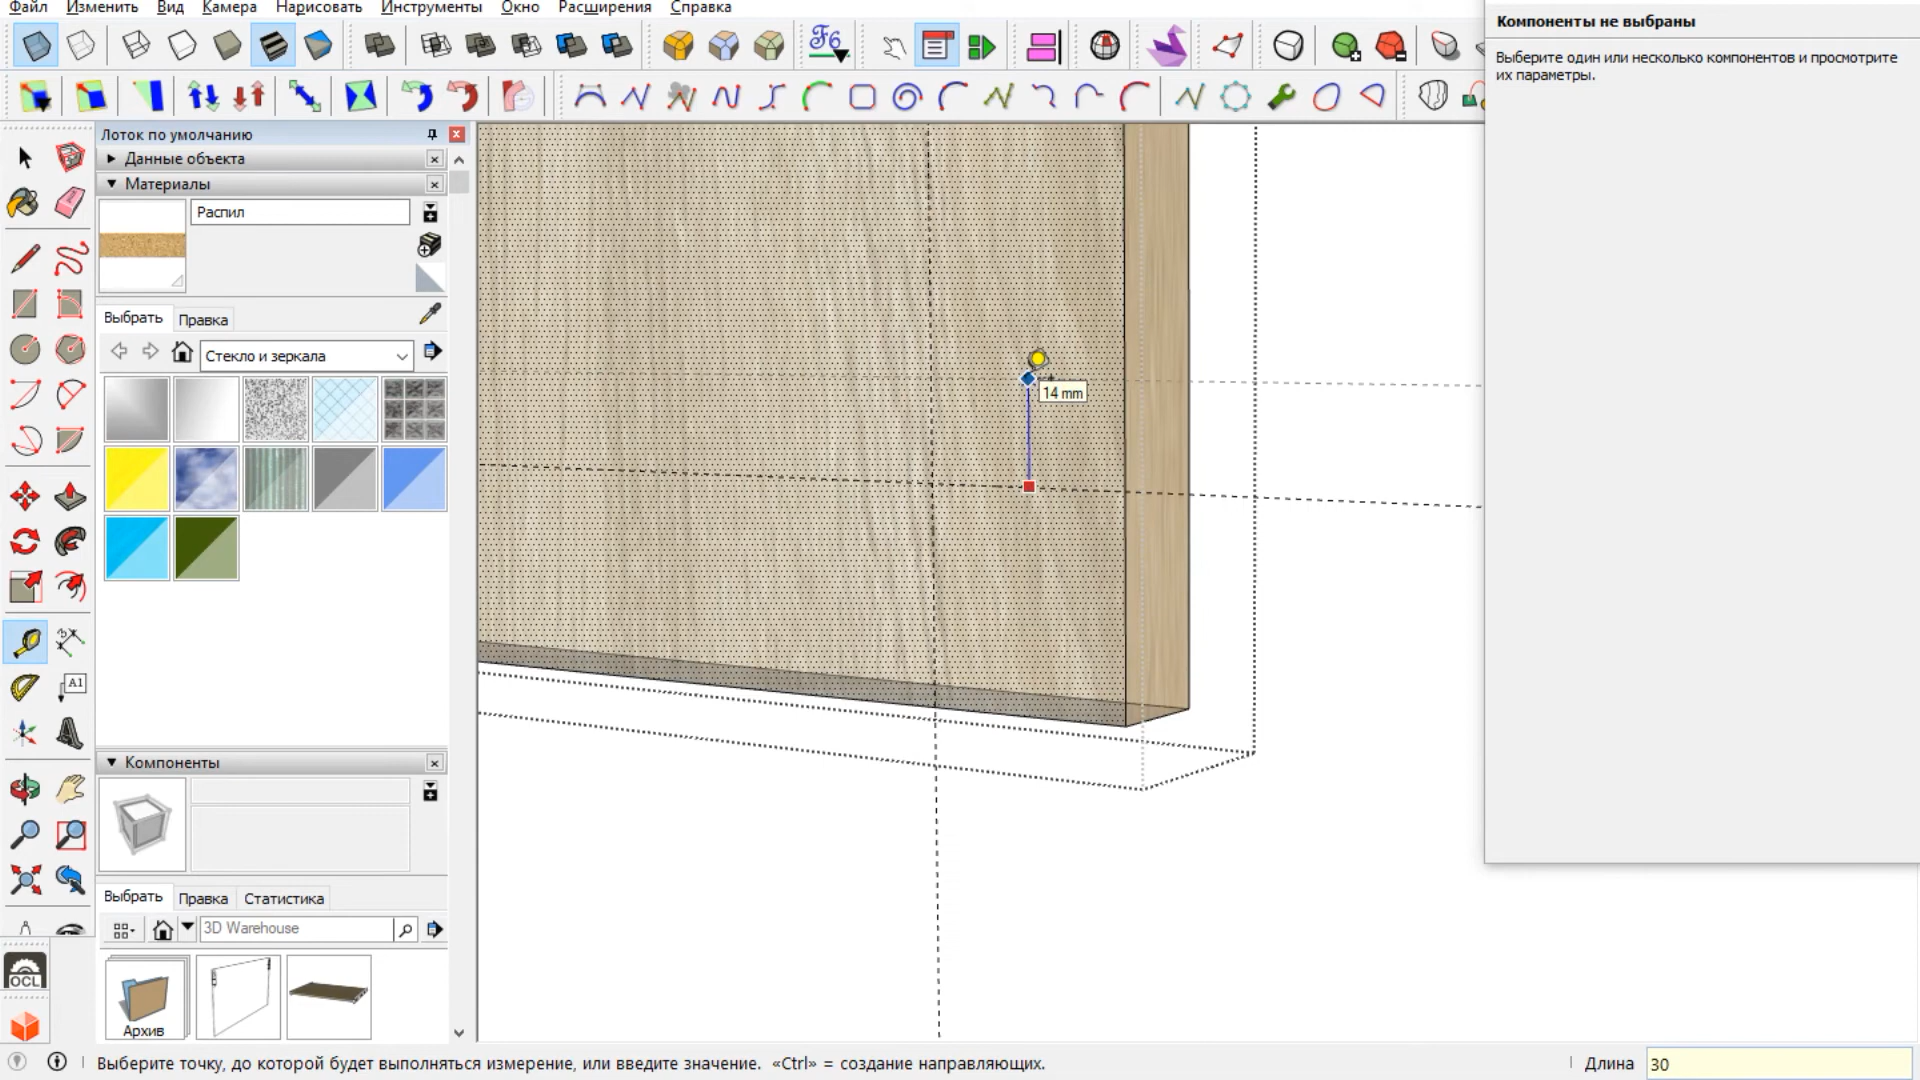 Файл Изменить Вид Камера Нарисовать Инструменты Окно Расширения Справка
Компоненты не выбраны
Выберите один или несколько компонентов и просмотрите
их параметры.
F6
Лоток по умолчанию
Данные объекта
Материалы
Распил
Выбрать Правка
Стекло и зеркала
14 mm
A1
Компоненты
Выбрать Правка Статистика
3D Warehouse
OCL
Архив
Выберите точку, до которой будет выполняться измерение, или введите значение. «Ctrl» = создание направляющих.
Длина 30